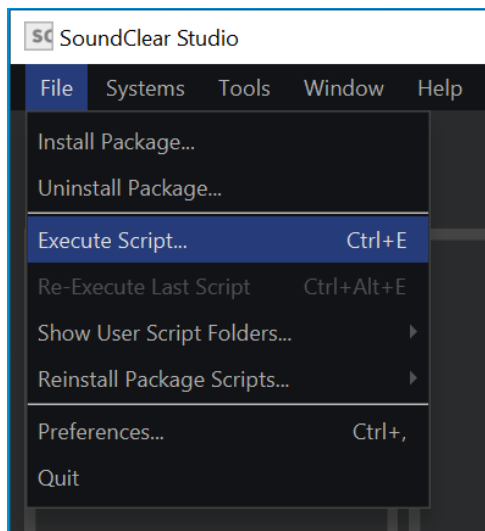 SC SoundClear Studio
File Systems Tools Window Help
Install Package...
Uninstall Package...
Execute Script... Ctrl+E
Re-Execute Last Script Ctrl+Alt+E
Show User Script Folders...
Reinstall Package Scripts...
Preferences... Ctrl+,
Quit